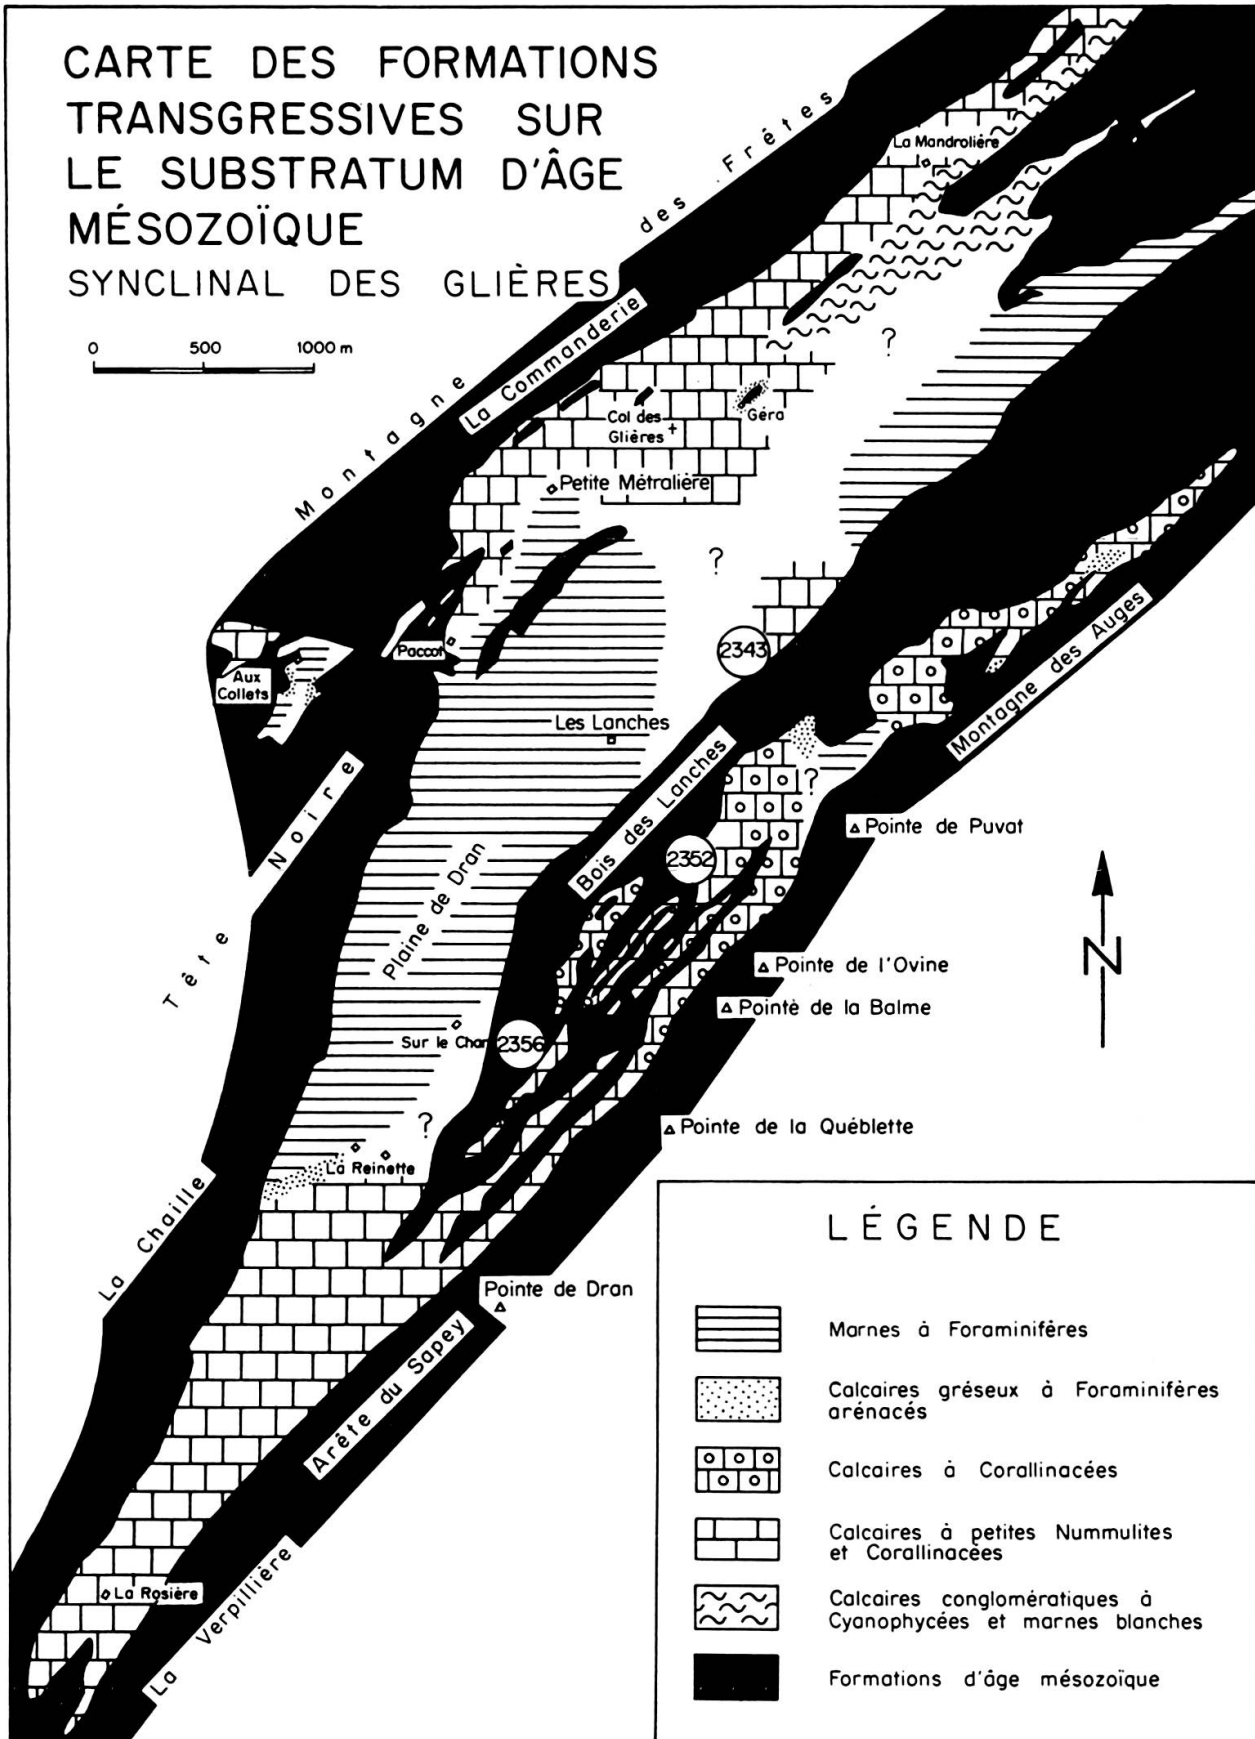 CARTE DES FORMATIONS
TRANSGRESSIVES SUR
LE SUBSTRATUM D'ÂGE
MÉSOZOÏQUE
SYNCLINAL DES GLIÈRES
0 500 1000 m
Montagne des Frêtes
La Mandrolière
La Commanderie
?
Col des
Glières
Géra
Petite Métralière
?
Paccot
2343
Aux
Collets
Montagne des Auges
Les Lanches
Bois des Lanches
?
Tête Noire
Pointe de Puvat
2352
Plaine de Dran
Pointe de l'Ovine
Pointe de la Balme
N
Sur le Char
2356
?
Pointe de la Québlette
La Reinette
La Chaille
Pointe de Dran
Arête du Sapey
La Rosière
La Verpillière
LÉGENDE
Marnes à Foraminifères
Calcaires gréseux à Foraminifères
arénacés
Calcaires à Corallinacées
Calcaires à petites Nummulites
et Corallinacées
Calcaires conglomératiques à
Cyanophycées et marnes blanches
Formations d'âge mésozoïque